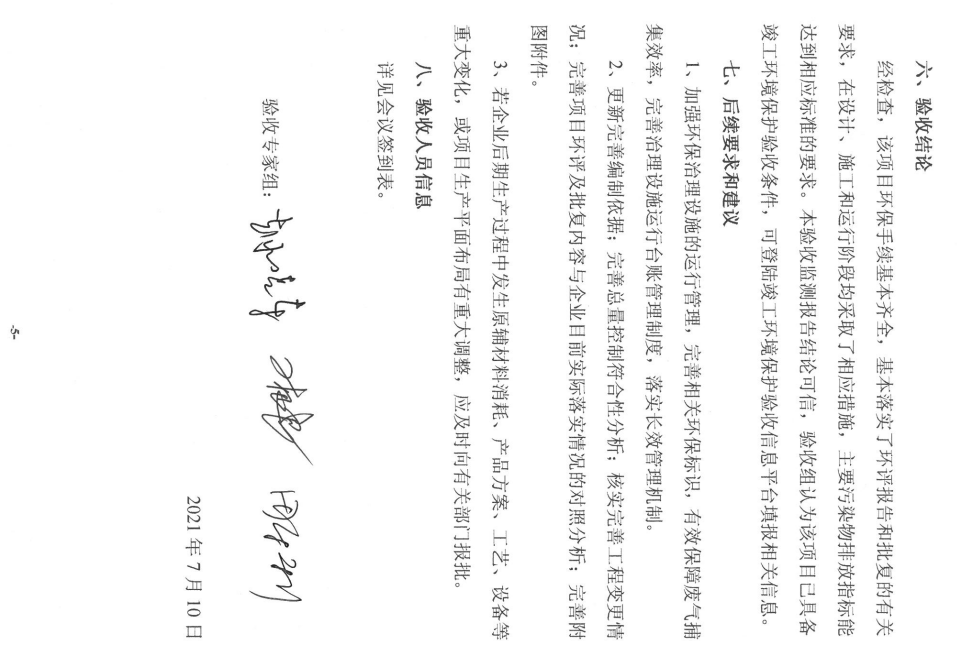 六、验收结论
经检查，该项目环保手续基本齐全，基本落实了环评报告和批复的有关
要求，在设计、施工和运行阶段均采取了相应措施，主要污染物排放指标能
达到相应标准的要求。本验收监测报告结论可信，验收组认为该项目已具备
竣工环境保护验收条件，可登陆竣工环境保护验收信息平台填报相关信息。
七、后续要求和建议
1、加强环保治理设施的运行管理，完善相关环保标识，有效保障废气捕
集效率，完善治理设施运行台账管理制度，落实长效管理机制。
2、更新完善编制依据；完善总量控制符合性分析；核实完善工程变更情
况；完善项目环评及批复内容与企业目前实际落实情况的对照分析；完善附
图附件。
3、若企业后期生产过程中发生原辅材料消耗、产品方案、工艺、设备等
重大变化，或项目生产平面布局有重大调整，应及时向有关部门报批。
八、验收人员信息
详见会议签到表。
验收专家组：
2021年7月10日
-5-